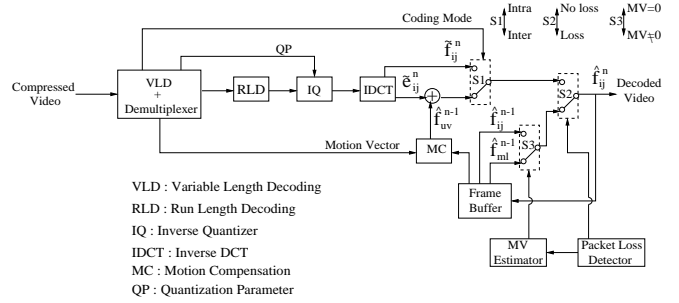 Coding Mode
Intra
Inter
S1
No loss
Loss
S2
MV=0
MV≠0
S3
QP
f̃ij^n
ẽij^n
S1
f̂ij^n
Compressed
Video
VLD
+
Demultiplexer
RLD
IQ
IDCT
+
S2
Decoded
Video
f̂uv^n-1
f̂ij^n-1
f̂ml^n-1
S3
Motion Vector
MC
Frame
Buffer
VLD : Variable Length Decoding
RLD : Run Length Decoding
IQ : Inverse Quantizer
IDCT : Inverse DCT
MC : Motion Compensation
QP : Quantization Parameter
MV
Estimator
Packet Loss
Detector